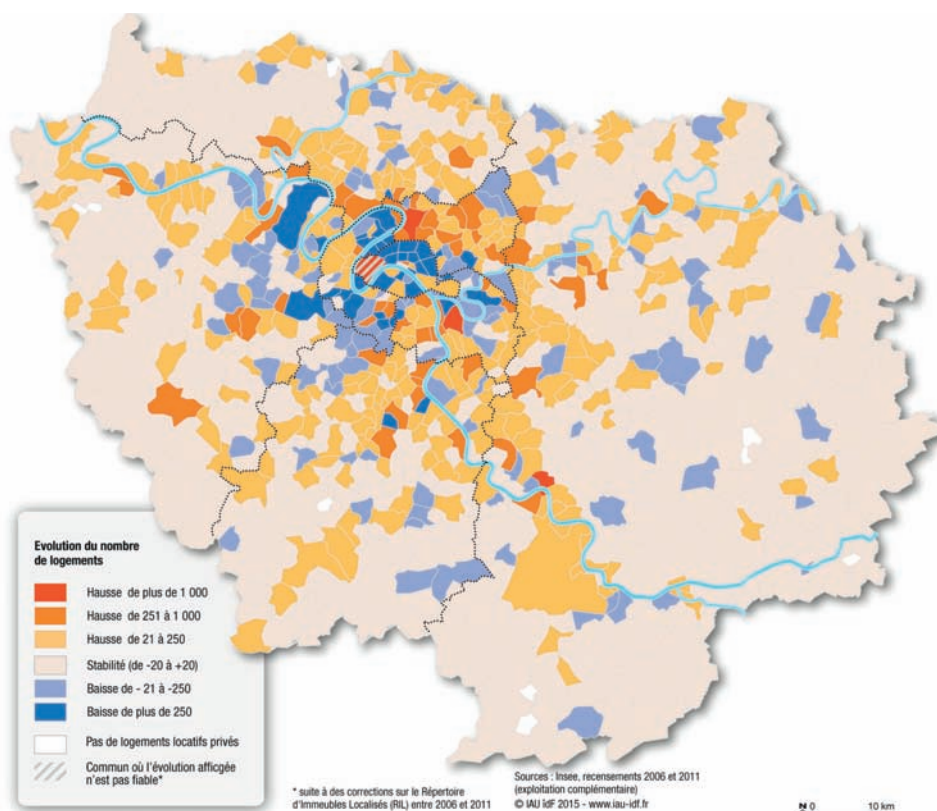 Evolution du nombre
de logements
Hausse de plus de 1 000
Hausse de 251 à 1 000
Hausse de 21 à 250
Stabilité (de -20 à +20)
Baisse de - 21 à -250
Baisse de plus de 250
Pas de logements locatifs privés
Commun où l'évolution afficgée
n'est pas fiable*
* suite à des corrections sur le Répertoire
d'Immeubles Localisés (RIL) entre 2006 et 2011
Sources : Insee, recensements 2006 et 2011
(exploitation complémentaire)
© IAU îdF 2015 - www.iau-idf.fr
N 0 10 km